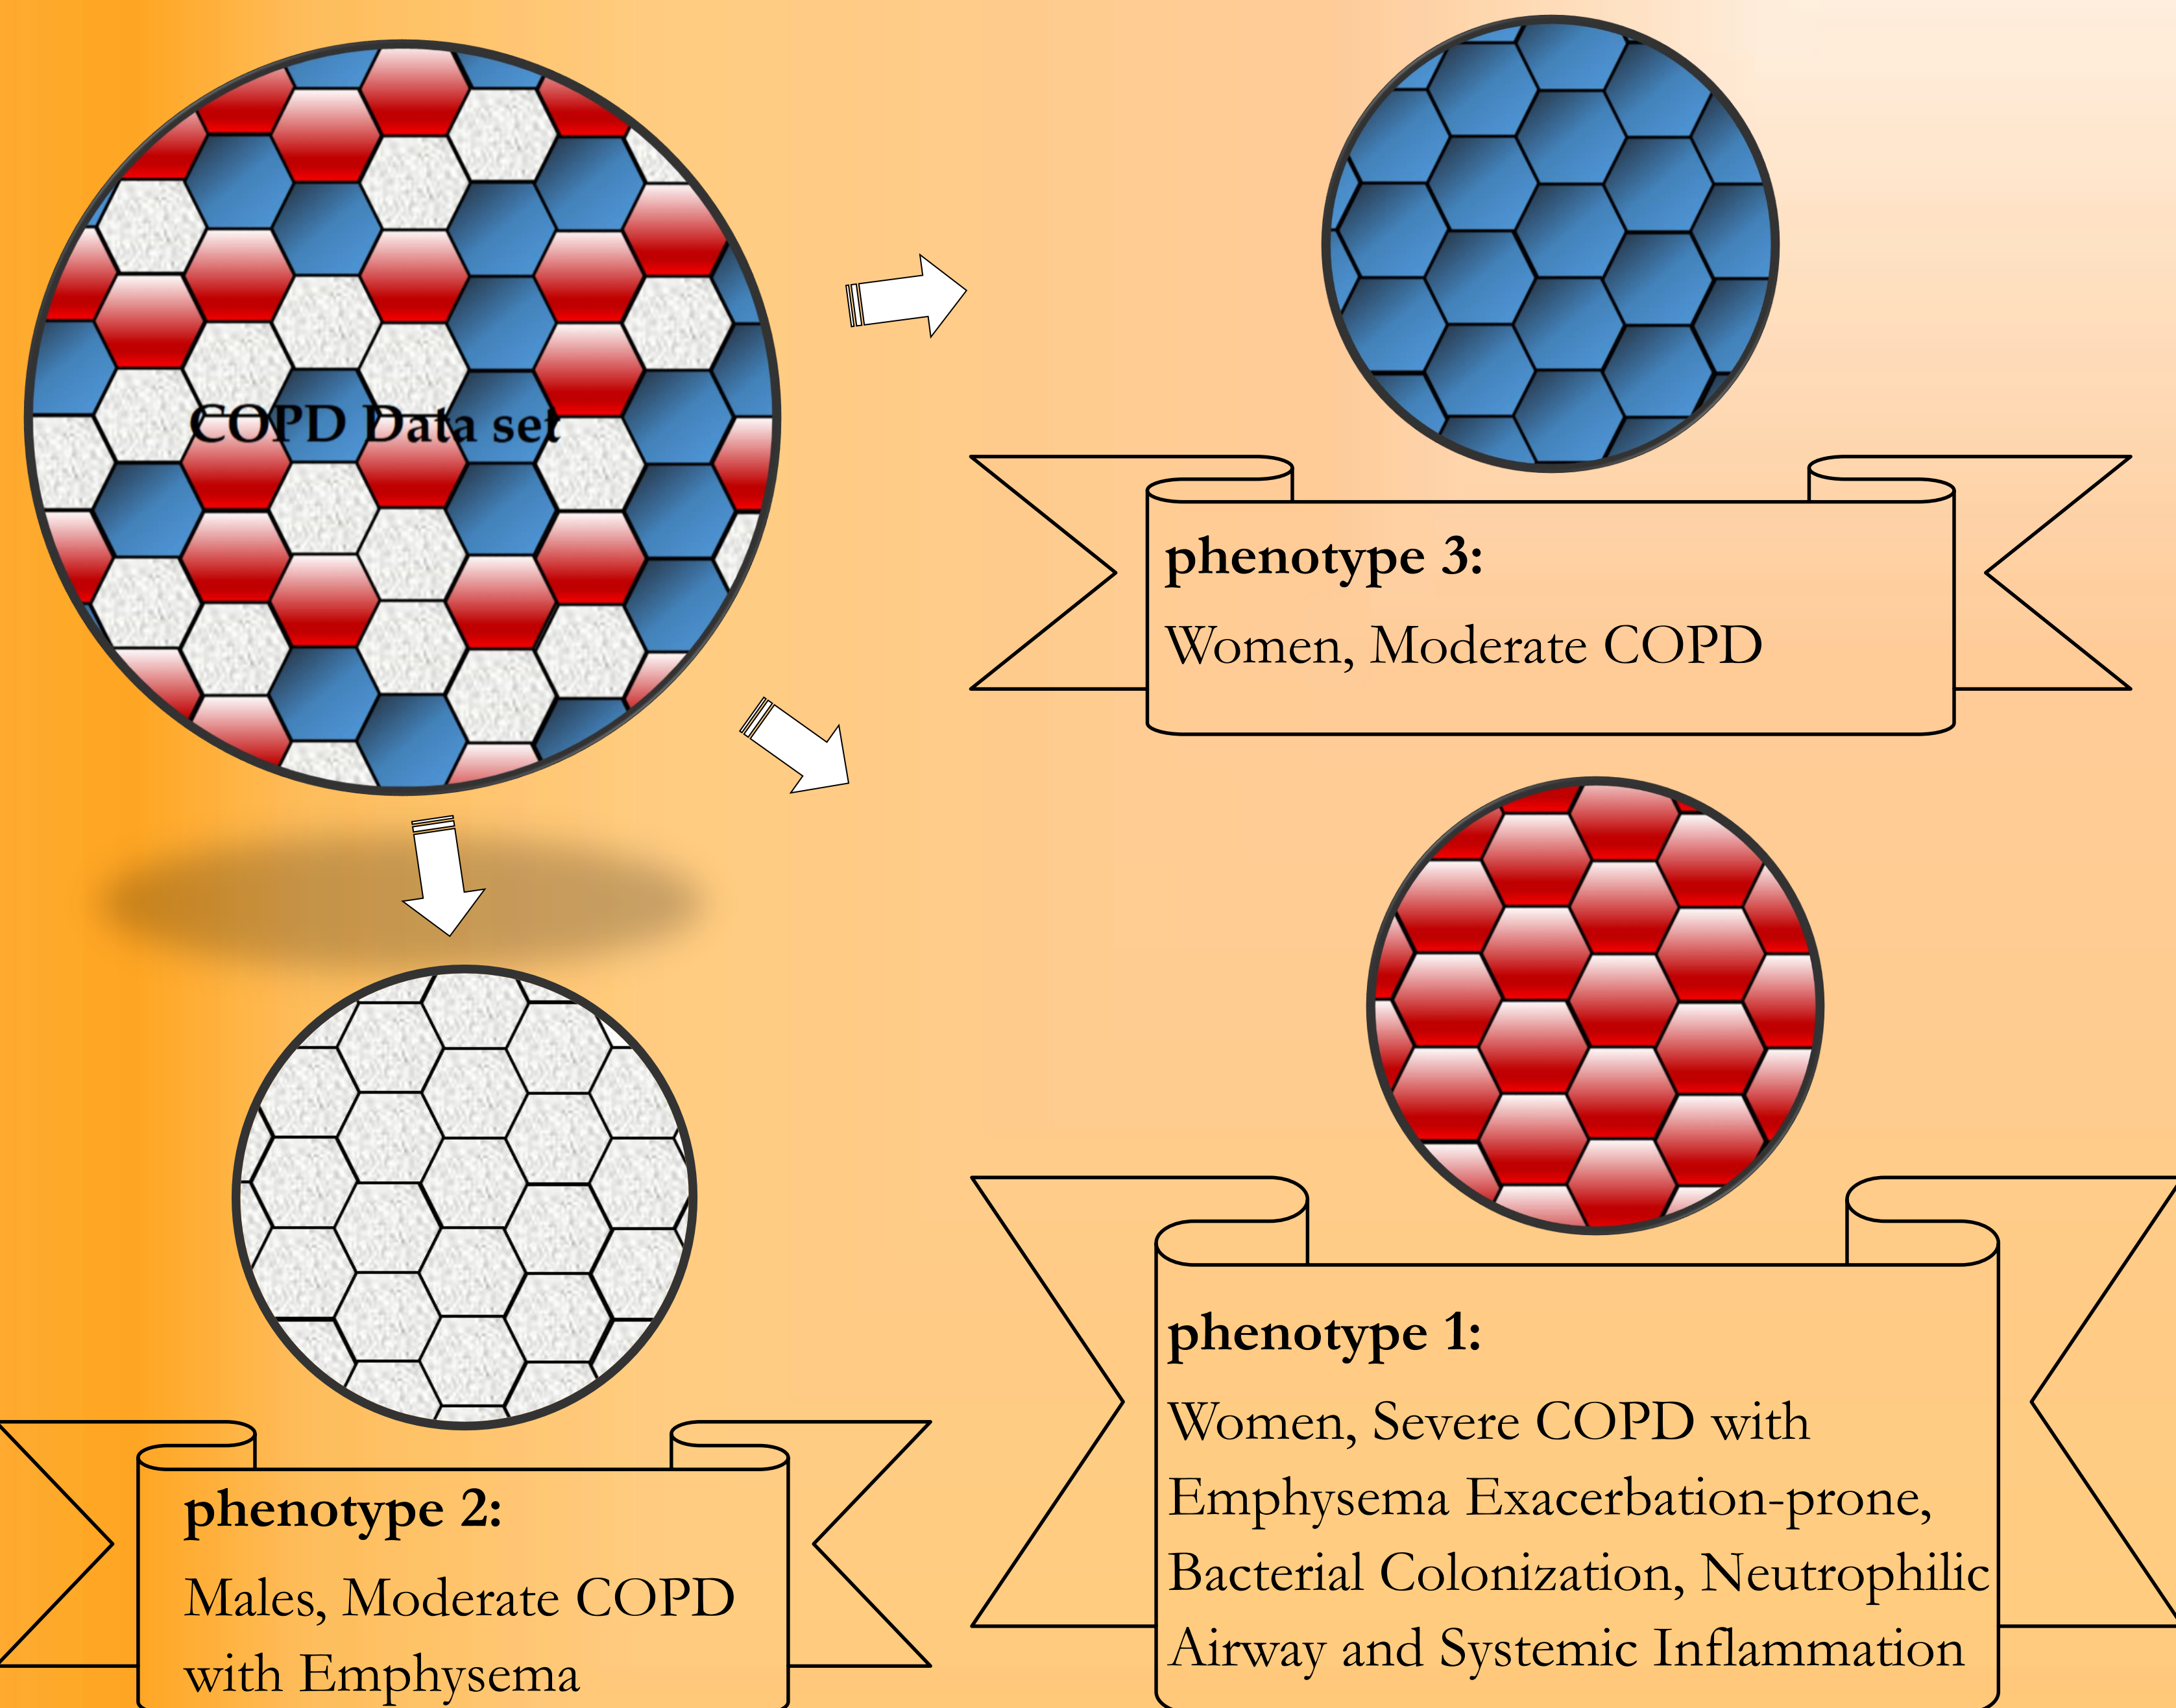 COPD Data set
phenotype 3:
Women, Moderate COPD
phenotype 1:
Women, Severe COPD with
Emphysema Exacerbation-prone,
Bacterial Colonization, Neutrophilic
Airway and Systemic Inflammation
phenotype 2:
Males, Moderate COPD
with Emphysema